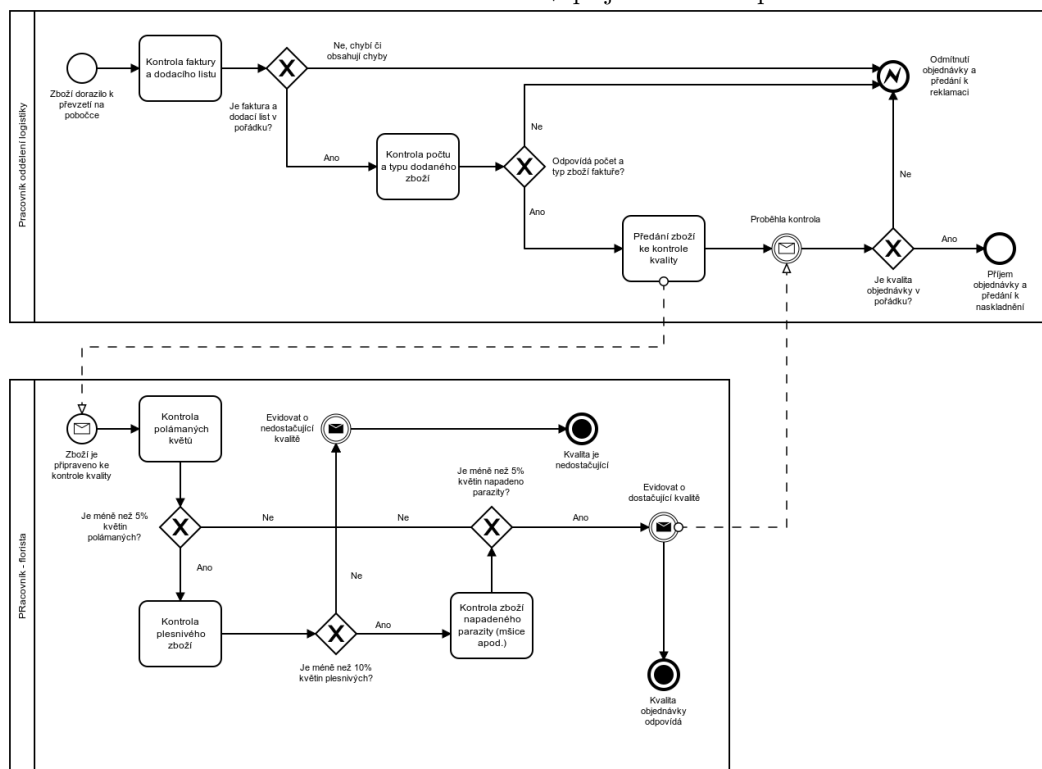 Pracovník oddělení logistiky
Zboží dorazilo k
převzetí na
pobočce
Kontrola faktury
a dodacího listu
Ne, chybí či
obsahují chyby
Je faktura a
dodací list v
pořádku?
Ano
Kontrola počtu
a typu dodaného
zboží
Ne
Odpovídá počet a
typ zboží faktuře?
Ano
Předání zboží
ke kontrole
kvality
Proběhla kontrola
Odmítnutí
objednávky a
předání k
reklamaci
Ne
Ano
Je kvalita
objednávky v
pořádku?
Příjem
objednávky a
předání k
naskladnění
PRacovník - florista
Zboží je
připraveno ke
kontrole kvality
Kontrola
polámaných
květů
Evidovat o
nedostačující
kvalitě
Kvalita je
nedostačující
Je méně než 5%
květin
polámaných?
Ne
Ne
Je méně než 5%
květin napadeno
parazity?
Ano
Evidovat o
dostačující kvalitě
Ano
Kontrola
plesnivého
zboží
Ne
Je méně než 10%
květin plesnivých?
Ano
Kontrola zboží
napadeného
parazity (mšice
apod.)
Kvalita
objednávky
odpovídá